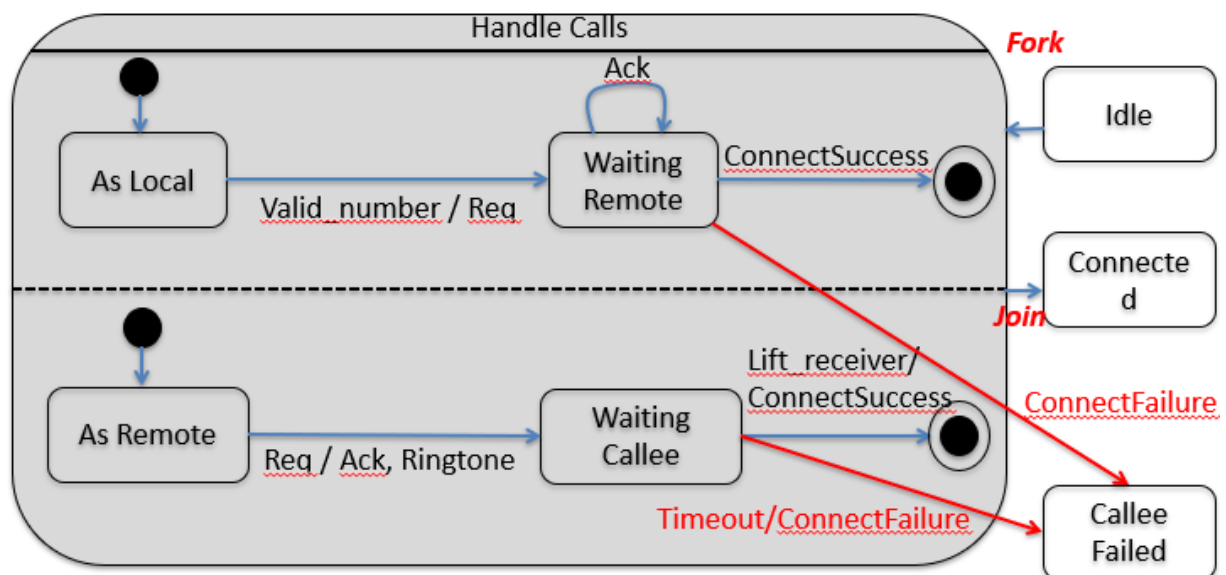 Handle Calls
Fork
Ack
Idle
As Local
Waiting
Remote
ConnectSuccess
Valid_number / Req
Connecte
d
Join
Lift_receiver/
ConnectSuccess
As Remote
Waiting
Callee
ConnectFailure
Req / Ack, Ringtone
Timeout/ConnectFailure
Callee
Failed